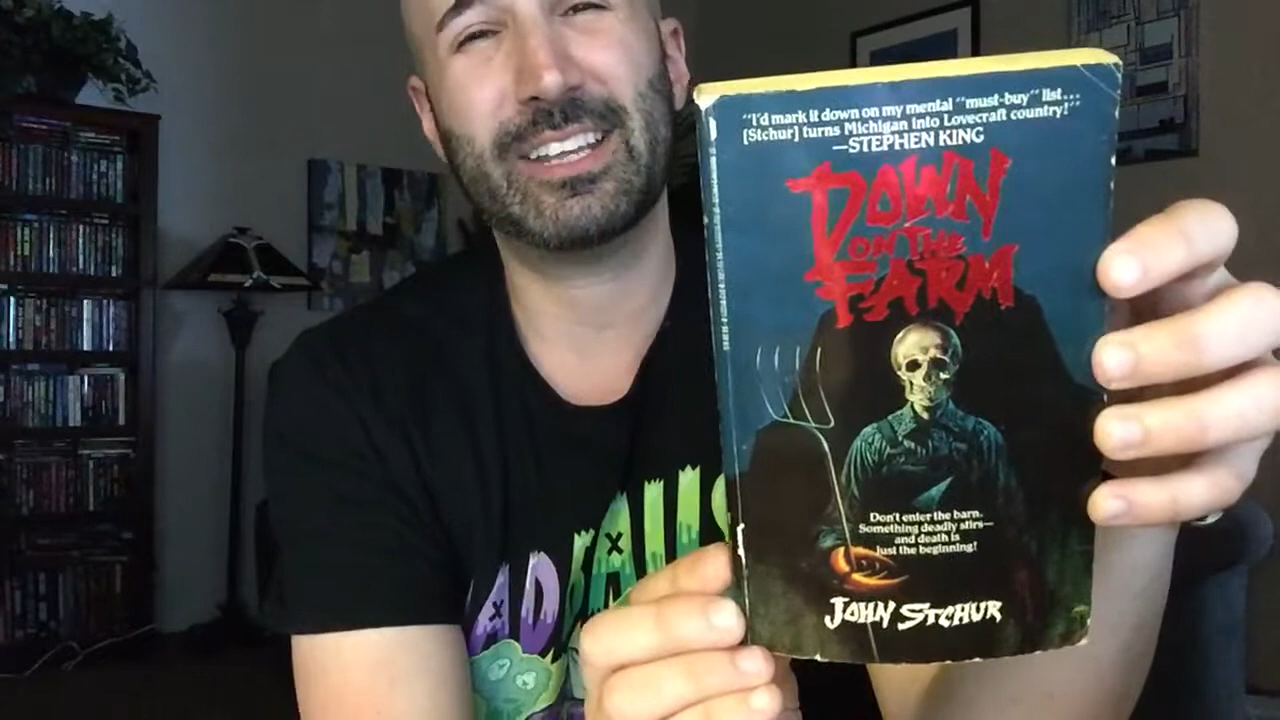 "I'd mark it down on my mental "must-buy" list...
[Stchur] turns Michigan into Lovecraft country!"
—STEPHEN KING
DOWN
ON THE
FARM
Don't enter the barn.
Something deadly stirs—
and death is
just the beginning!
JOHN STCHUR